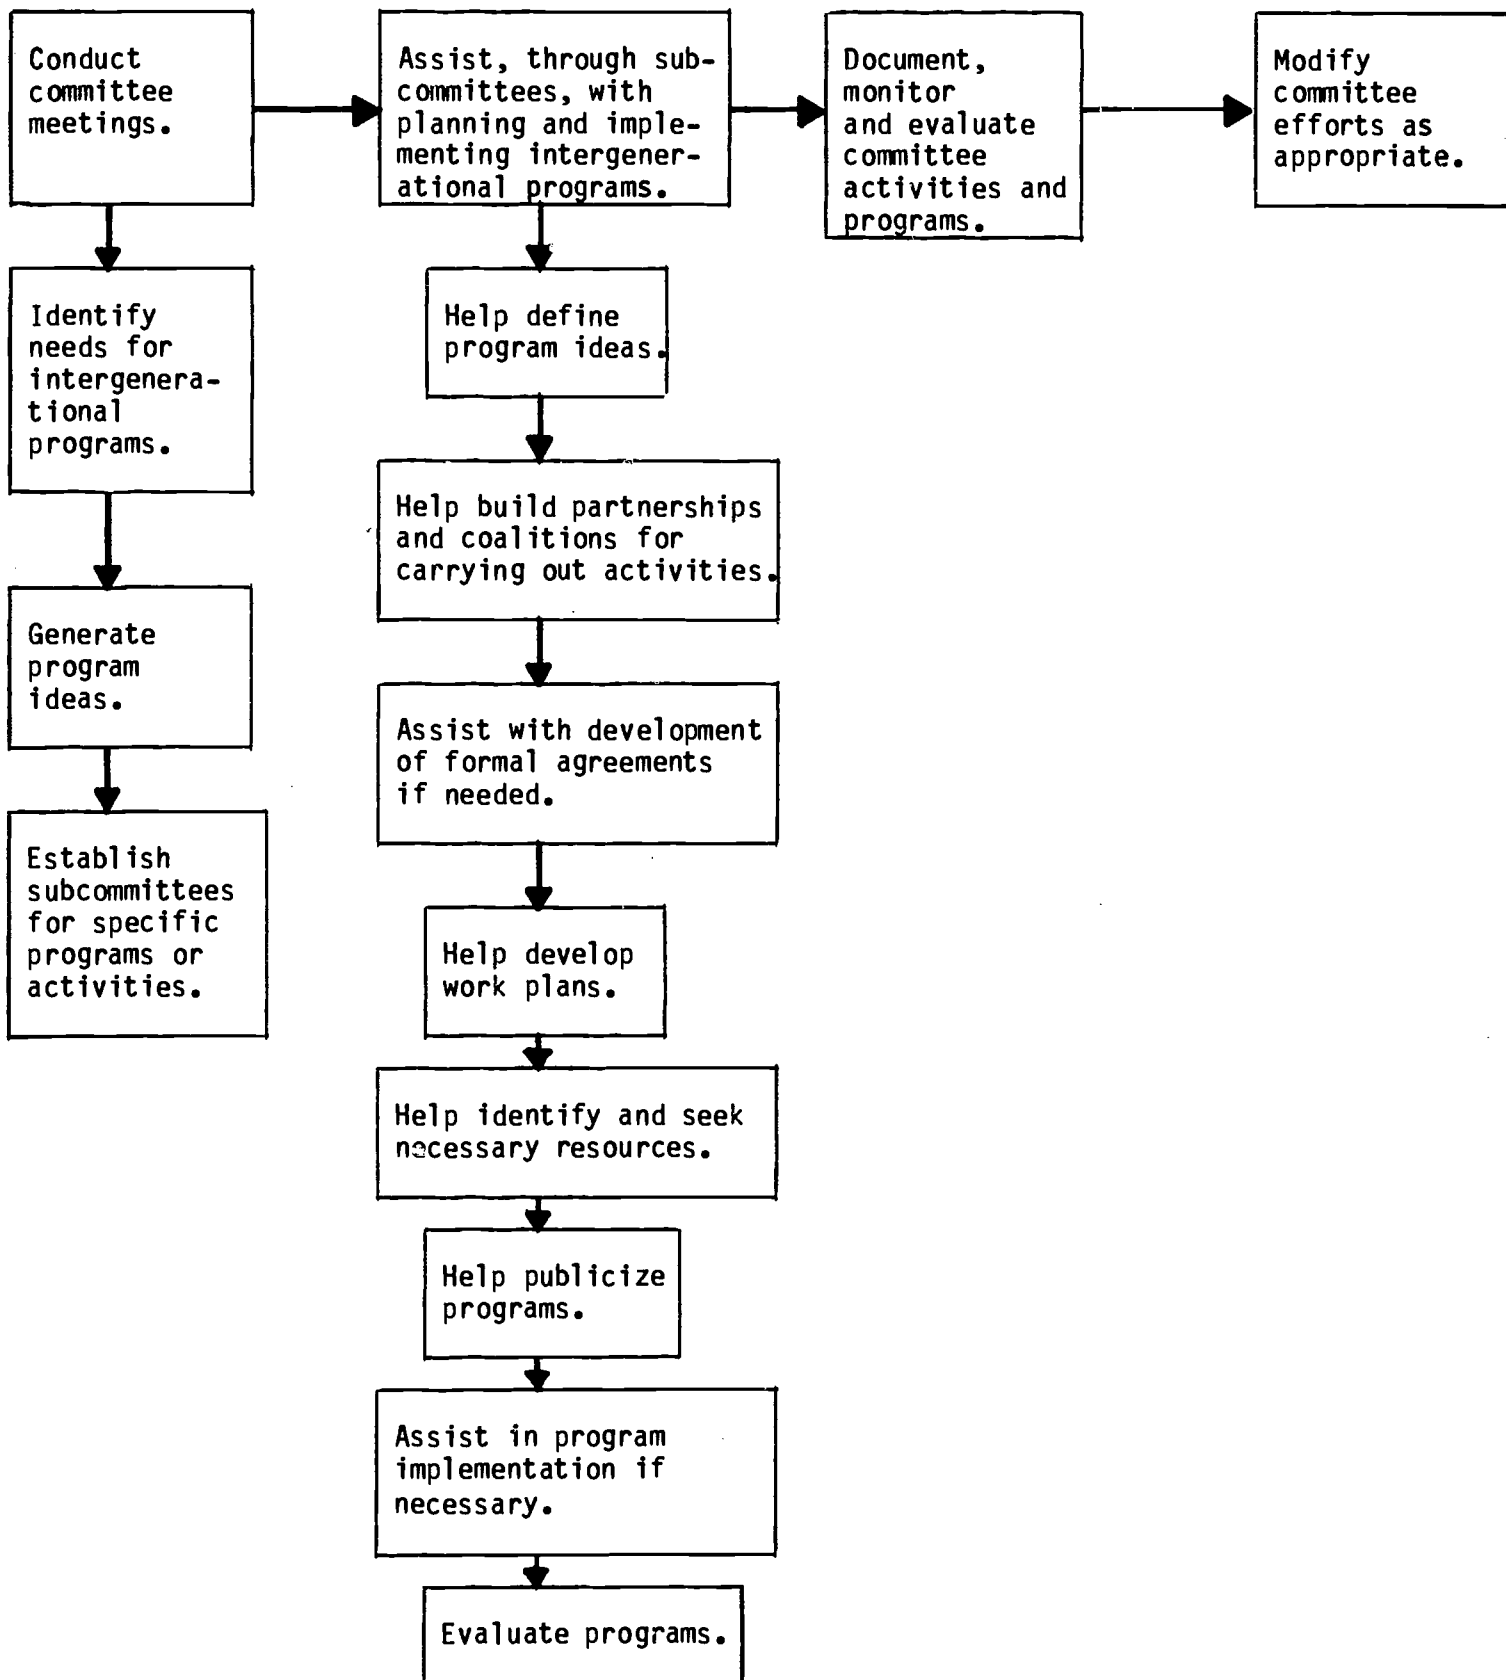 Conduct
committee
meetings.
Assist, through sub-
committees, with
planning and imple-
menting intergener-
ational programs.
Document,
monitor
and evaluate
committee
activities and
programs.
Modify
committee
efforts as
appropriate.
Identify
needs for
intergenera-
tional
programs.
Generate
program
ideas.
Establish
subcommittees
for specific
programs or
activities.
Help define
program ideas.
Help build partnerships
and coalitions for
carrying out activities.
Assist with development
of formal agreements
if needed.
Help develop
work plans.
Help identify and seek
necessary resources.
Help publicize
programs.
Assist in program
implementation if
necessary.
Evaluate programs.